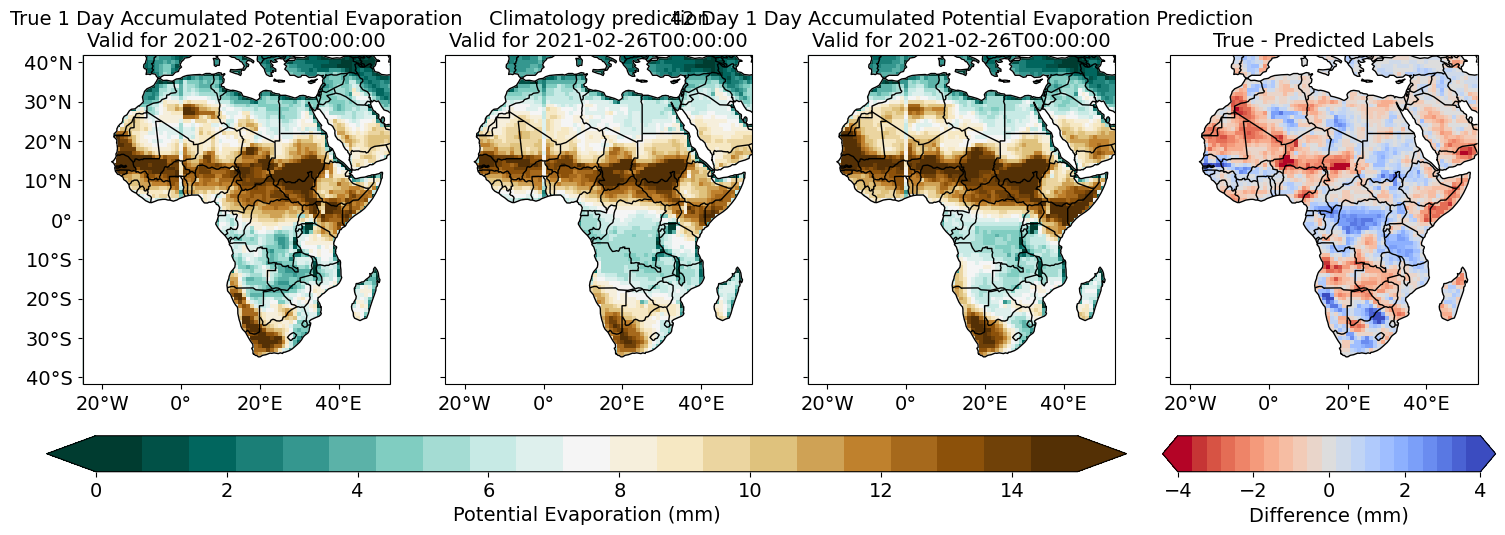 True 1 Day Accumulated Potential Evaporation
Valid for 2021-02-26T00:00:00
Climatology prediction
Valid for 2021-02-26T00:00:00
42 Day 1 Day Accumulated Potential Evaporation Prediction
Valid for 2021-02-26T00:00:00
True - Predicted Labels
40°N
30°N
20°N
10°N
0°
10°S
20°S
30°S
40°S
20°W 0° 20°E 40°E
20°W 0° 20°E 40°E
20°W 0° 20°E 40°E
20°W 0° 20°E 40°E
0 2 4 6 8 10 12 14
Potential Evaporation (mm)
−4 −2 0 2 4
Difference (mm)